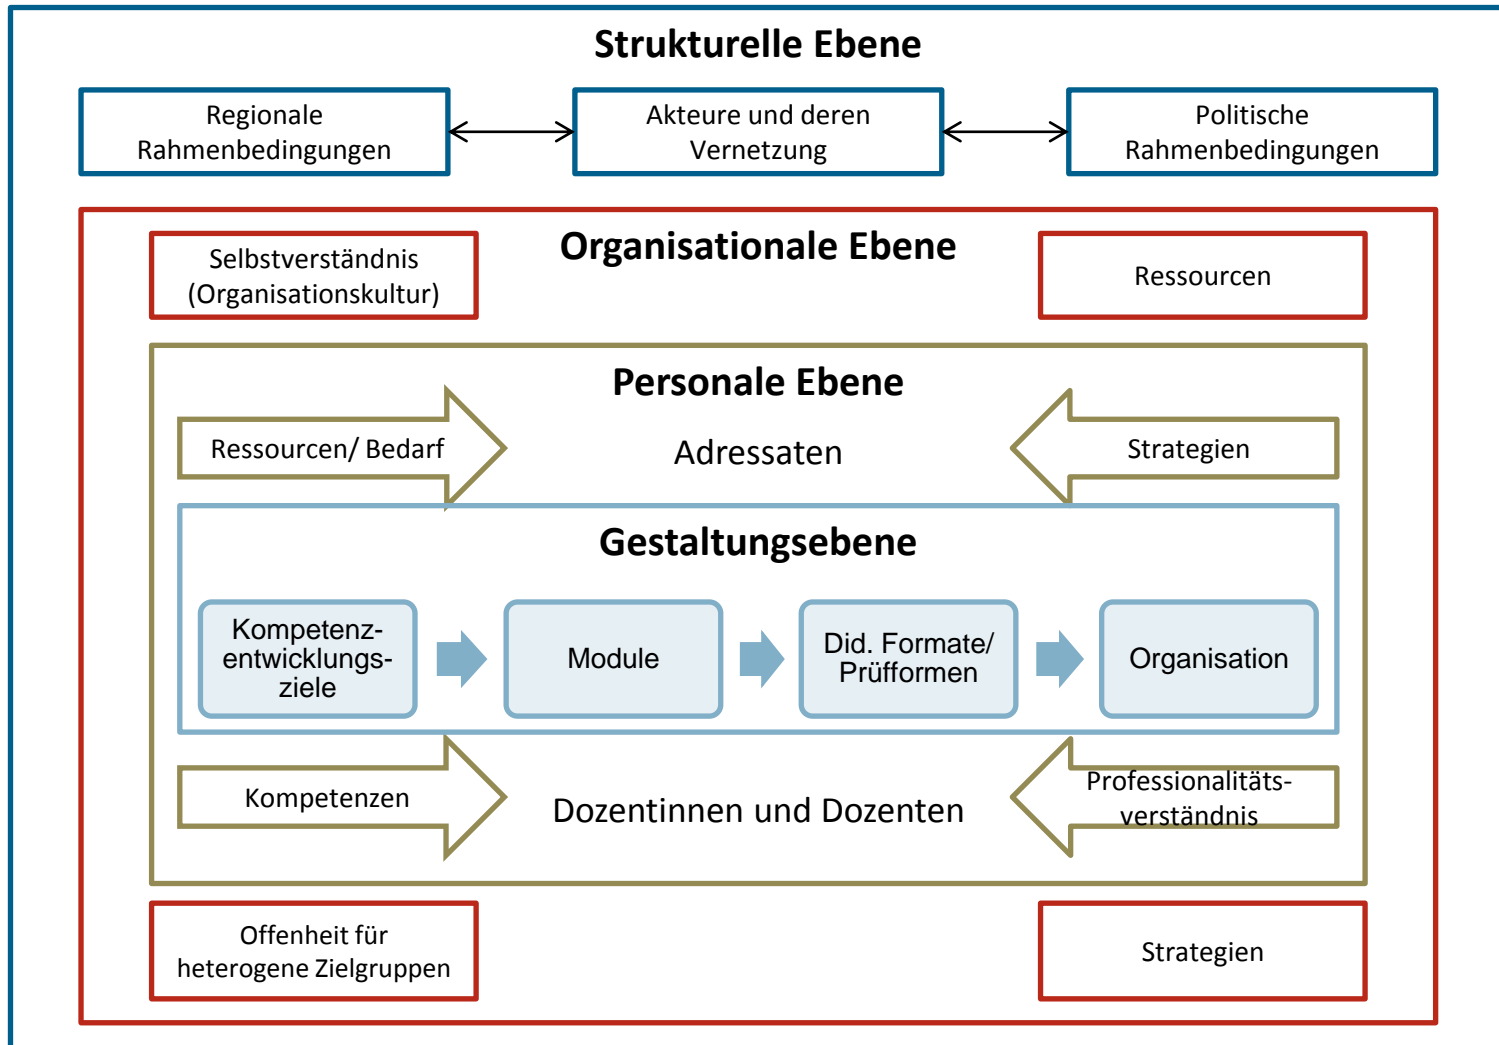 Strukturelle Ebene
Regionale
Rahmenbedingungen
Akteure und deren
Vernetzung
Politische
Rahmenbedingungen
Organisationale Ebene
Selbstverständnis
(Organisationskultur)
Ressourcen
Personale Ebene
Ressourcen/ Bedarf
Adressaten
Strategien
Gestaltungsebene
Kompetenz-
entwicklungs-
ziele
Module
Did. Formate/
Prüfformen
Organisation
Kompetenzen
Dozentinnen und Dozenten
Professionalitäts-
verständnis
Offenheit für
heterogene Zielgruppen
Strategien